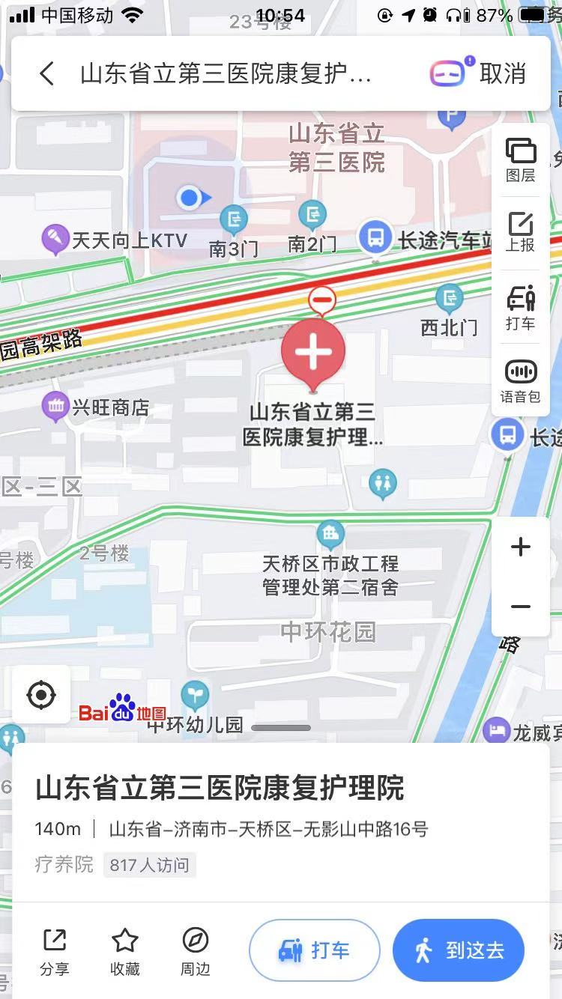 中国移动
10:54
87%
23号楼
山东省立第三医院康复护...
取消
山东省立
第三医院
图层
上报
打车
语音包
天天向上KTV
南3门
南2门
长途汽车站
西北门
园高架路
山东省立第三
医院康复护理...
兴旺商店
长途
区-三区
号楼
2号楼
天桥区市政工程
管理处第二宿舍
中环花园
路
Bai du 地图
中环幼儿园
龙威宾
山东省立第三医院康复护理院
140m
山东省-济南市-天桥区-无影山中路16号
疗养院
817人访问
分享
收藏
周边
打车
到这去